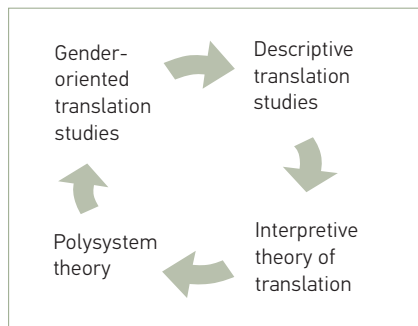 Gender-
oriented
translation
studies
Descriptive
translation
studies
Interpretive
theory of
translation
Polysystem
theory